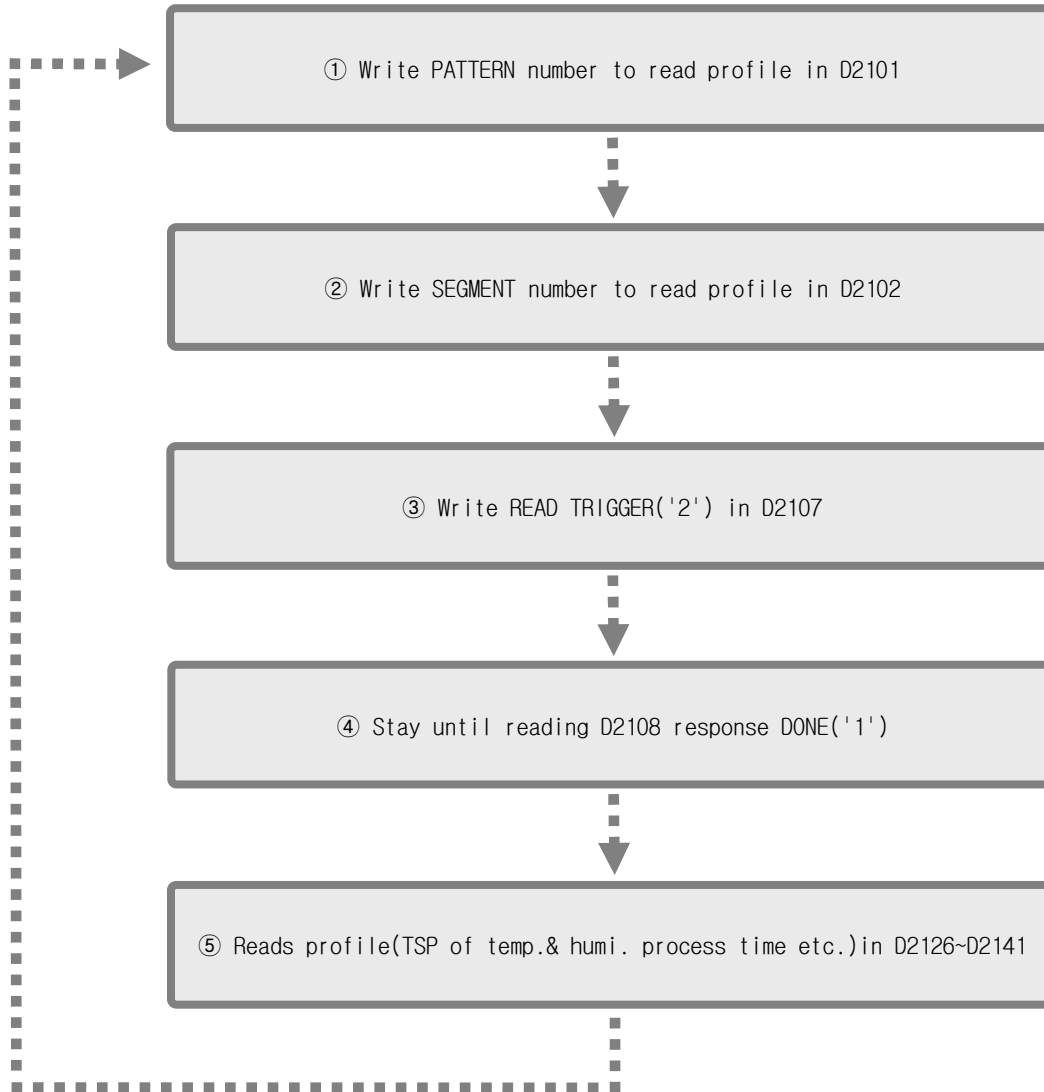 ① Write PATTERN number to read profile in D2101
② Write SEGMENT number to read profile in D2102
③ Write READ TRIGGER('2') in D2107
④ Stay until reading D2108 response DONE('1')
⑤ Reads profile(TSP of temp.& humi. process time etc.)in D2126~D2141